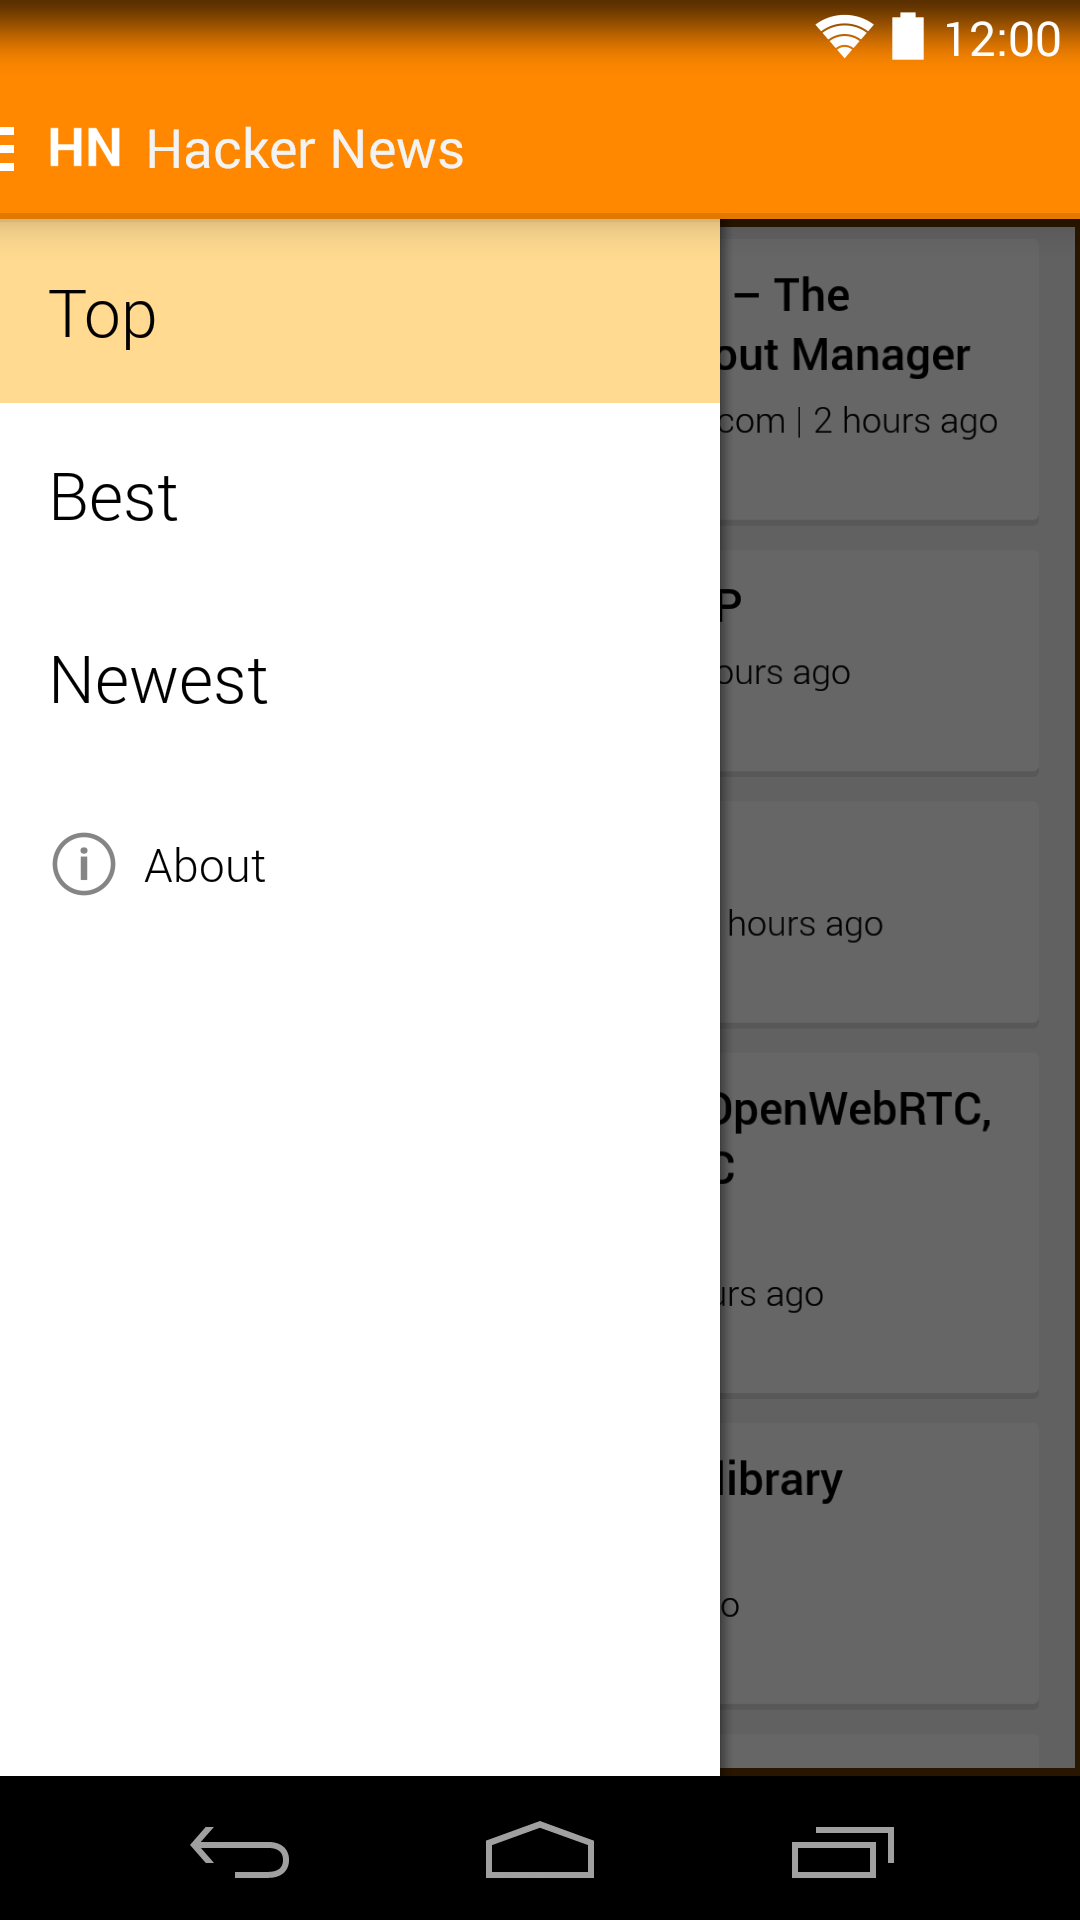 12:00
HN Hacker News
Top
Best
Newest
About
– The
out Manager
com | 2 hours ago
P
ours ago
hours ago
OpenWebRTC,
C
urs ago
library
o